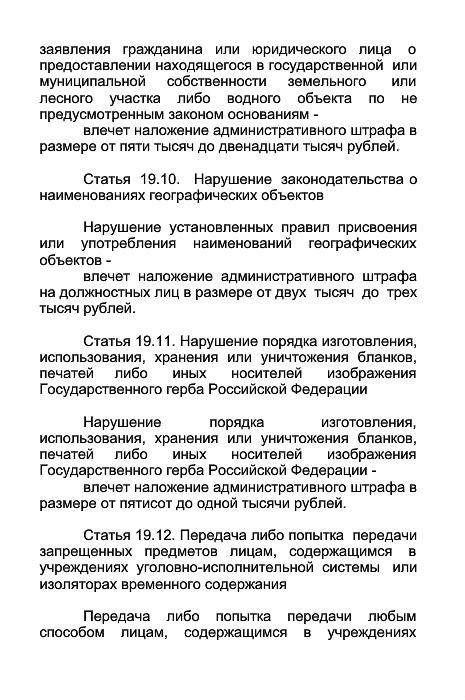 заявления гражданина или юридического лица о
предоставлении находящегося в государственной или
муниципальной собственности земельного или
лесного участка либо водного объекта по не
предусмотренным законом основаниям -
влечет наложение административного штрафа в
размере от пяти тысяч до двенадцати тысяч рублей.
Статья 19.10. Нарушение законодательства о
наименованиях географических объектов
Нарушение установленных правил присвоения
или употребления наименований географических
объектов -
влечет наложение административного штрафа
на должностных лиц в размере от двух тысяч до трех
тысяч рублей.
Статья 19.11. Нарушение порядка изготовления,
использования, хранения или уничтожения бланков,
печатей либо иных носителей изображения
Государственного герба Российской Федерации
Нарушение порядка изготовления,
использования, хранения или уничтожения бланков,
печатей либо иных носителей изображения
Государственного герба Российской Федерации -
влечет наложение административного штрафа в
размере от пятисот до одной тысячи рублей.
Статья 19.12. Передача либо попытка передачи
запрещенных предметов лицам, содержащимся в
учреждениях уголовно-исполнительной системы или
изоляторах временного содержания
Передача либо попытка передачи любым
способом лицам, содержащимся в учреждениях